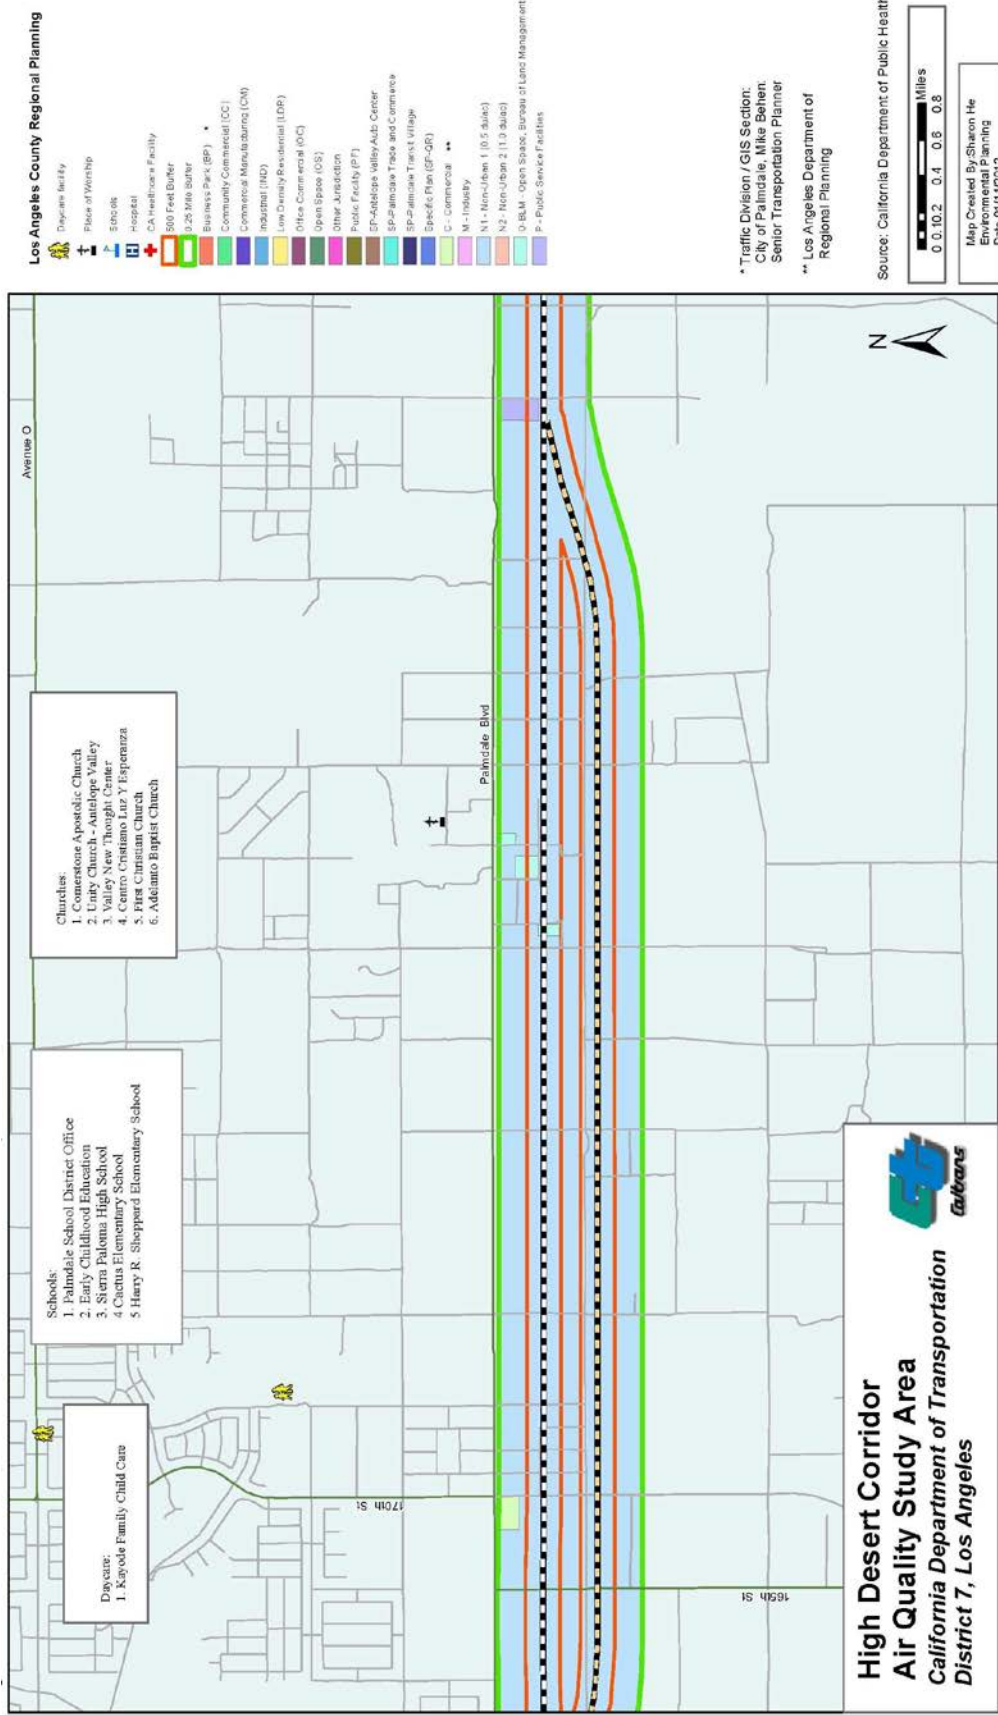 Los Angeles County Regional Planning
Daycare facility
Place of Worship
Schools
Hospital
CA Healthcare Facility
500 Feet Buffer
0.25 Mile Buffer
Business Park (BP) *
Community Commercial (CC)
Commercial Manufacturing (CM)
Industrial (IND)
Low Density Residential (LDR)
Office Commercial (OC)
Open Space (OS)
Other Jurisdiction
Public Facility (PF)
SP-Antelope Valley Auto Center
SP-Palmdale Trade and Commerce
SP-Palmdale Transit Village
Specific Plan (SP-QR)
C - Commercial **
M - Industry
N1 - Non-Urban 1 (0.5 du/ac)
N2 - Non-Urban 2 (1.0 du/ac)
O-BLM - Open Space, Bureau of Land Management
P - Public Service Facilities
* Traffic Division / GIS Section:
City of Palmdale, Mike Behen:
Senior Transportation Planner
** Los Angeles Department of
Regional Planning
Source: California Department of Public Health
0 0.10.2 0.4 0.6 0.8
Miles
Map Created By:Sharon He
Environmental Planning
Avenue O
Palmdale Blvd
170th St
165th St
N
Churches:
1. Cornerstone Apostolic Church
2. Unity Church - Antelope Valley
3. Valley New Thought Center
4. Centro Cristiano Luz Y Esperanza
5. First Christian Church
6. Adelanto Baptist Church
Schools:
1. Palmdale School District Office
2. Early Childhood Education
3. Sierra Paloma High School
4 Cactus Elementary School
5 Harry R. Sheppard Elementary School
Daycare:
1. Kayode Family Child Care
High Desert Corridor
Air Quality Study Area
California Department of Transportation
District 7, Los Angeles
Caltrans